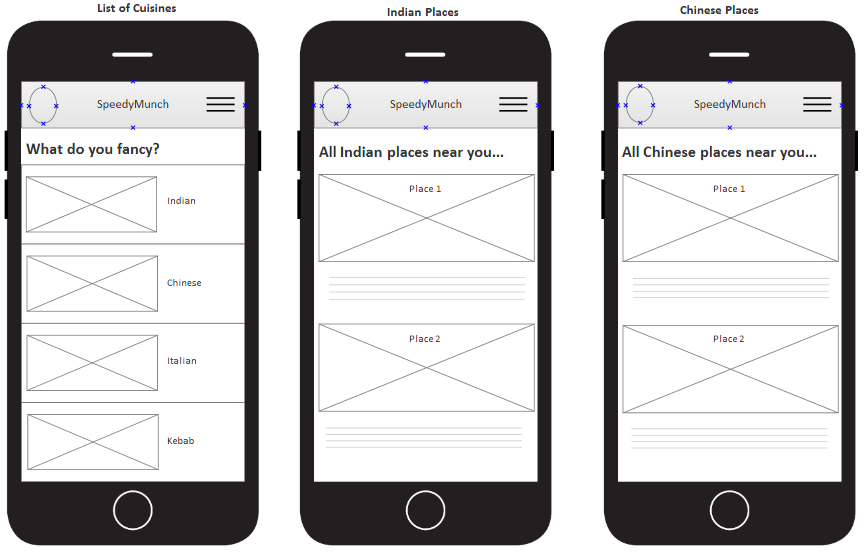 List of Cuisines
SpeedyMunch
What do you fancy?
Indian
Chinese
Italian
Kebab
Indian Places
SpeedyMunch
All Indian places near you...
Place 1
Place 2
Chinese Places
SpeedyMunch
All Chinese places near you...
Place 1
Place 2